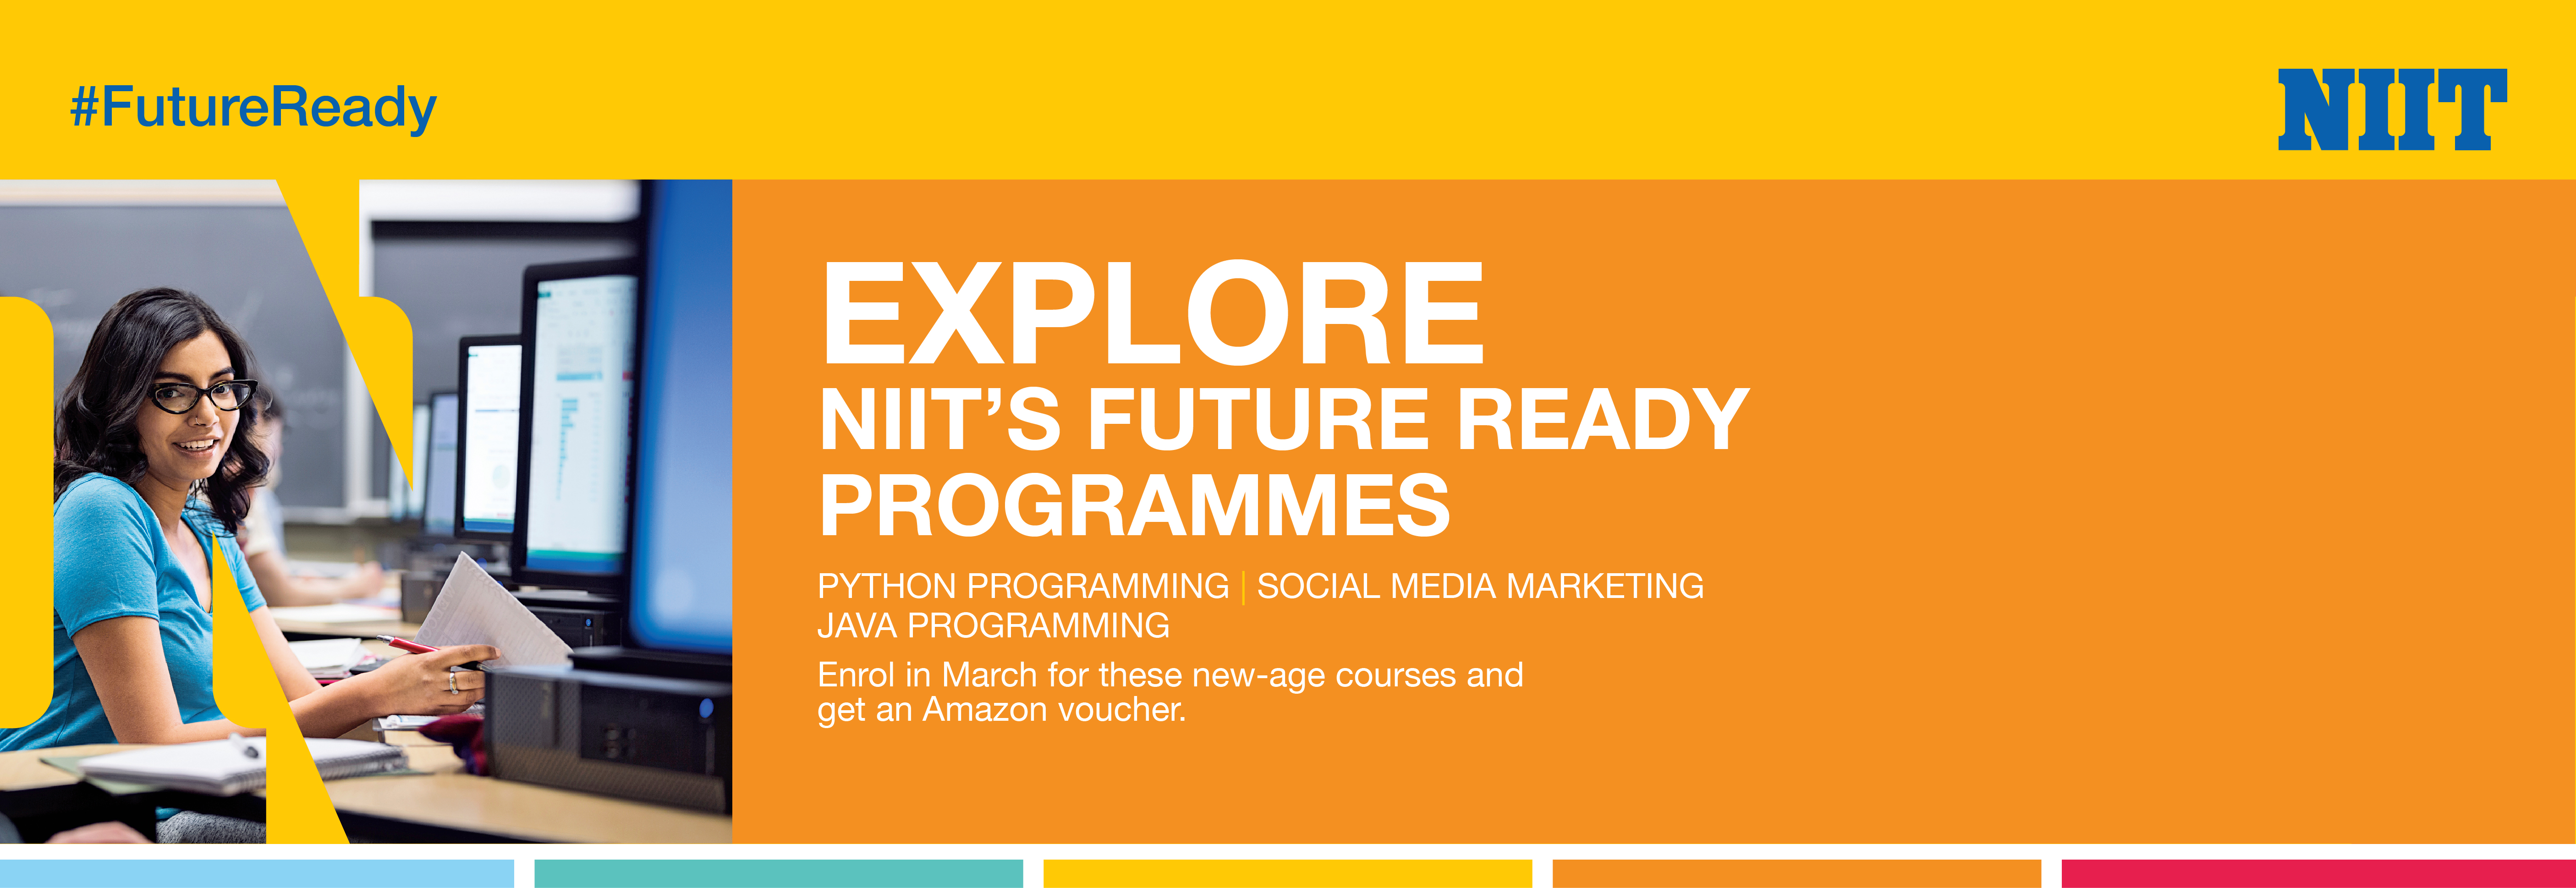 #FutureReady
NIIT
EXPLORE
NIIT’S FUTURE READY
PROGRAMMES
PYTHON PROGRAMMING | SOCIAL MEDIA MARKETING
JAVA PROGRAMMING
Enrol in March for these new-age courses and
get an Amazon voucher.